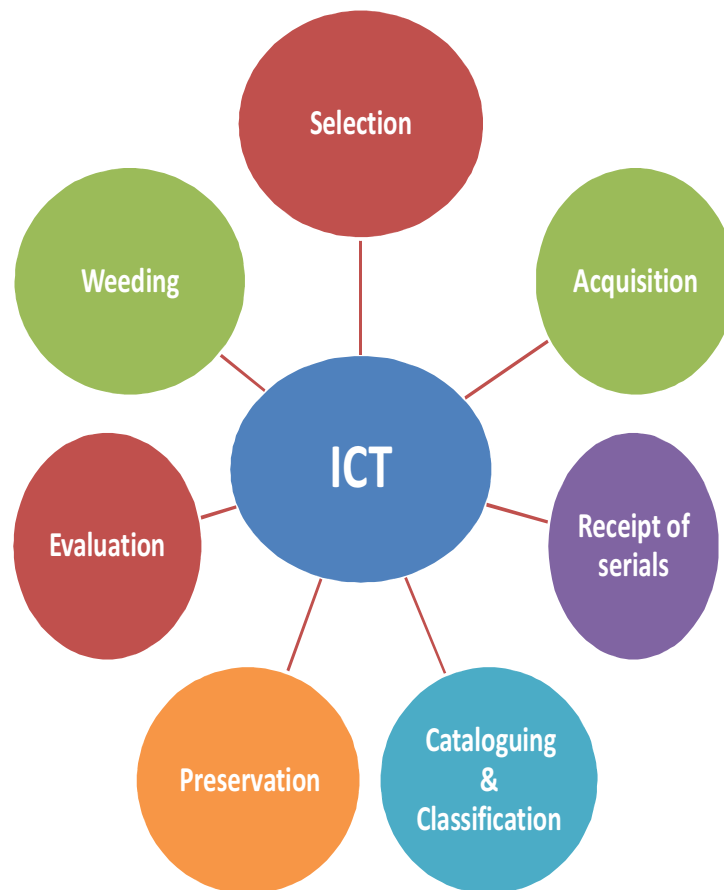 Selection
Weeding
Acquisition
ICT
Evaluation
Receipt of
serials
Preservation
Cataloguing
&
Classification